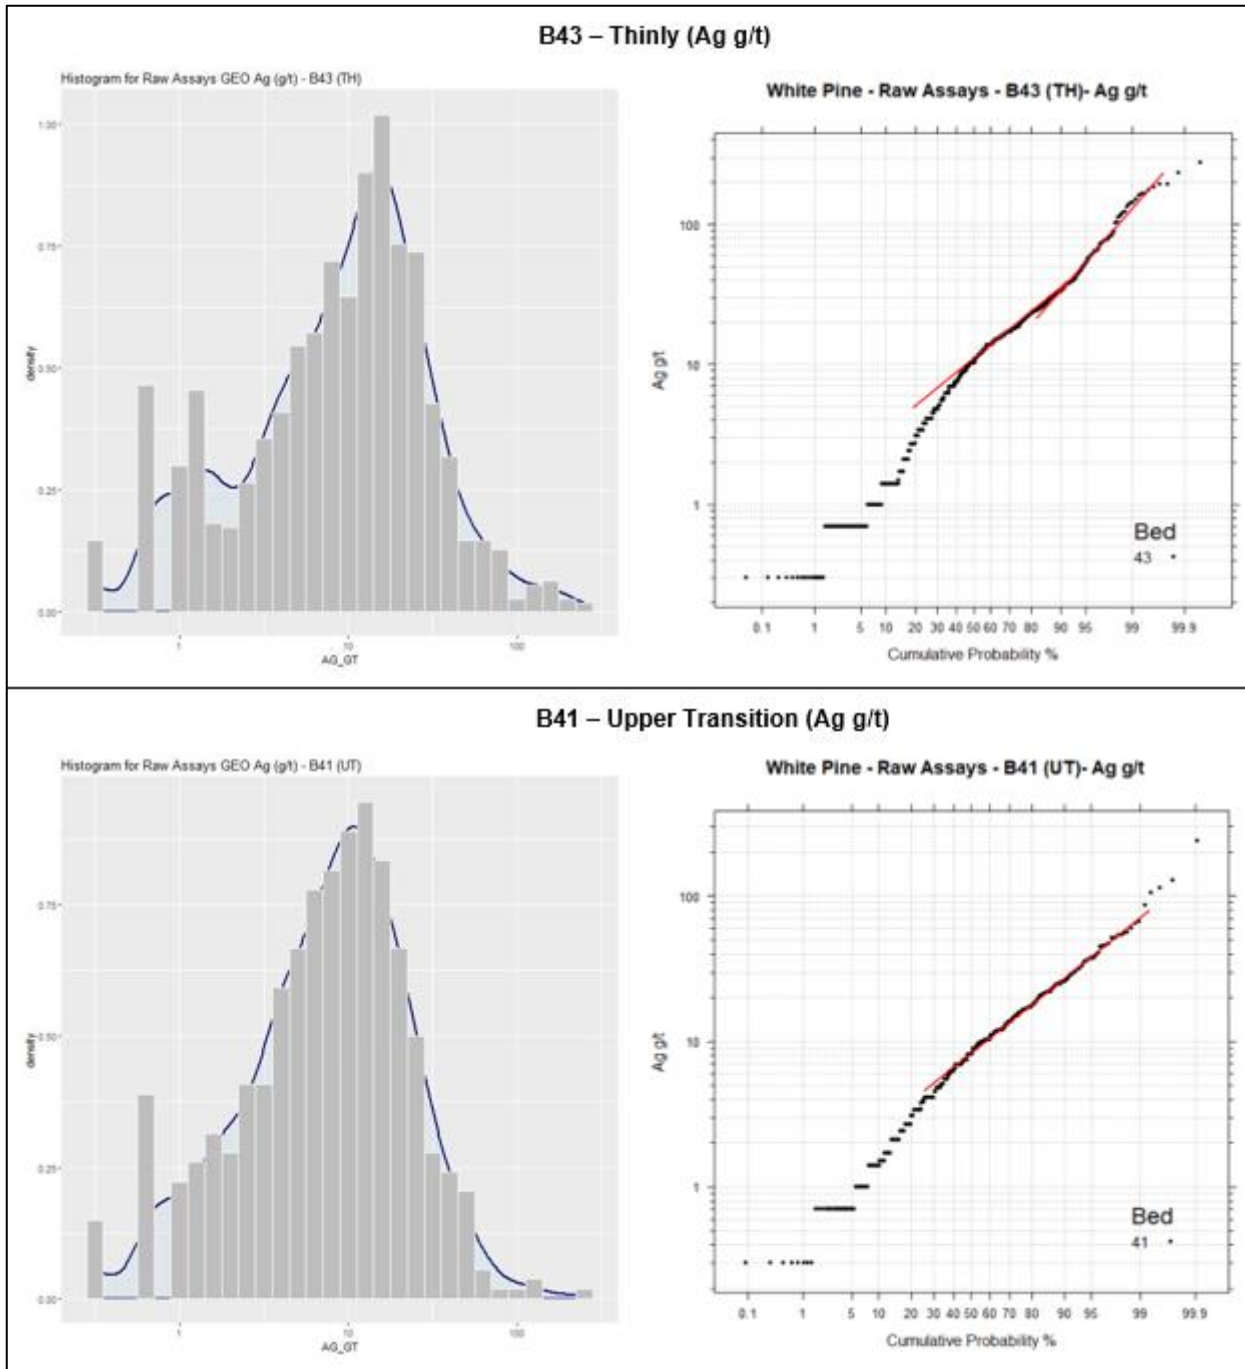 B43 – Thinly (Ag g/t)
Histogram for Raw Assays GEO Ag (g/t) - B43 (TH)
1.00
0.75
0.50
0.25
0.00
density
1 10 100
AG_GT
White Pine - Raw Assays - B43 (TH)- Ag g/t
100
10
1
Ag g/t
Bed
43
0.1 1 5 10 20 30 40 50 60 70 80 90 95 99 99.9
Cumulative Probability %
B41 – Upper Transition (Ag g/t)
Histogram for Raw Assays GEO Ag (g/t) - B41 (UT)
0.75
0.50
0.25
0.00
density
1 10 100
AG_GT
White Pine - Raw Assays - B41 (UT)- Ag g/t
100
10
1
Ag g/t
Bed
41
0.1 1 5 10 20 30 40 50 60 70 80 90 95 99 99.9
Cumulative Probability %